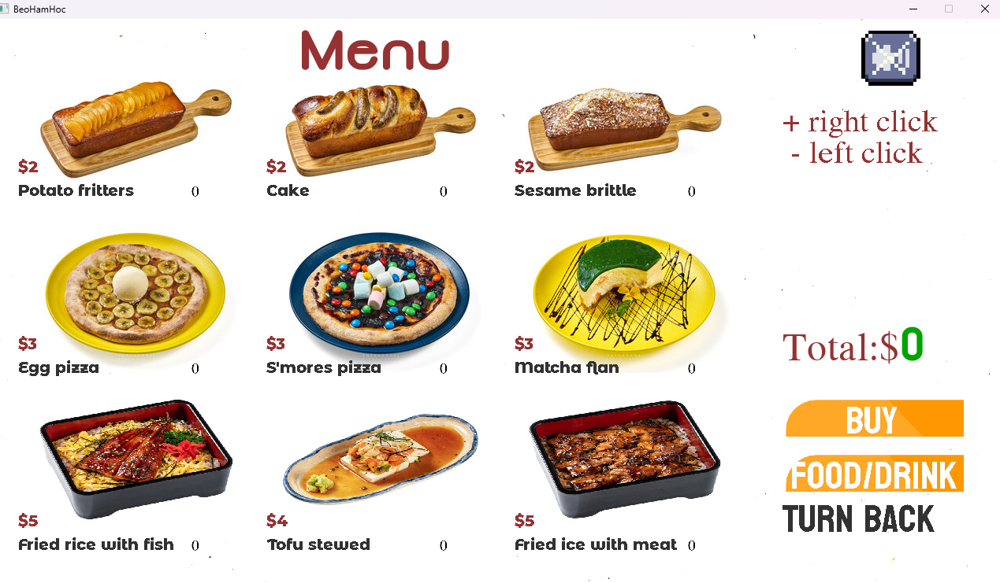 BeoHamHoc
Menu
+ right click
- left click
$2
Potato fritters 0
$2
Cake 0
$2
Sesame brittle 0
$3
Egg pizza 0
$3
S'mores pizza 0
$3
Matcha flan 0
Total:$0
$5
Fried rice with fish 0
$4
Tofu stewed 0
$5
Fried ice with meat 0
BUY
FOOD/DRINK
TURN BACK